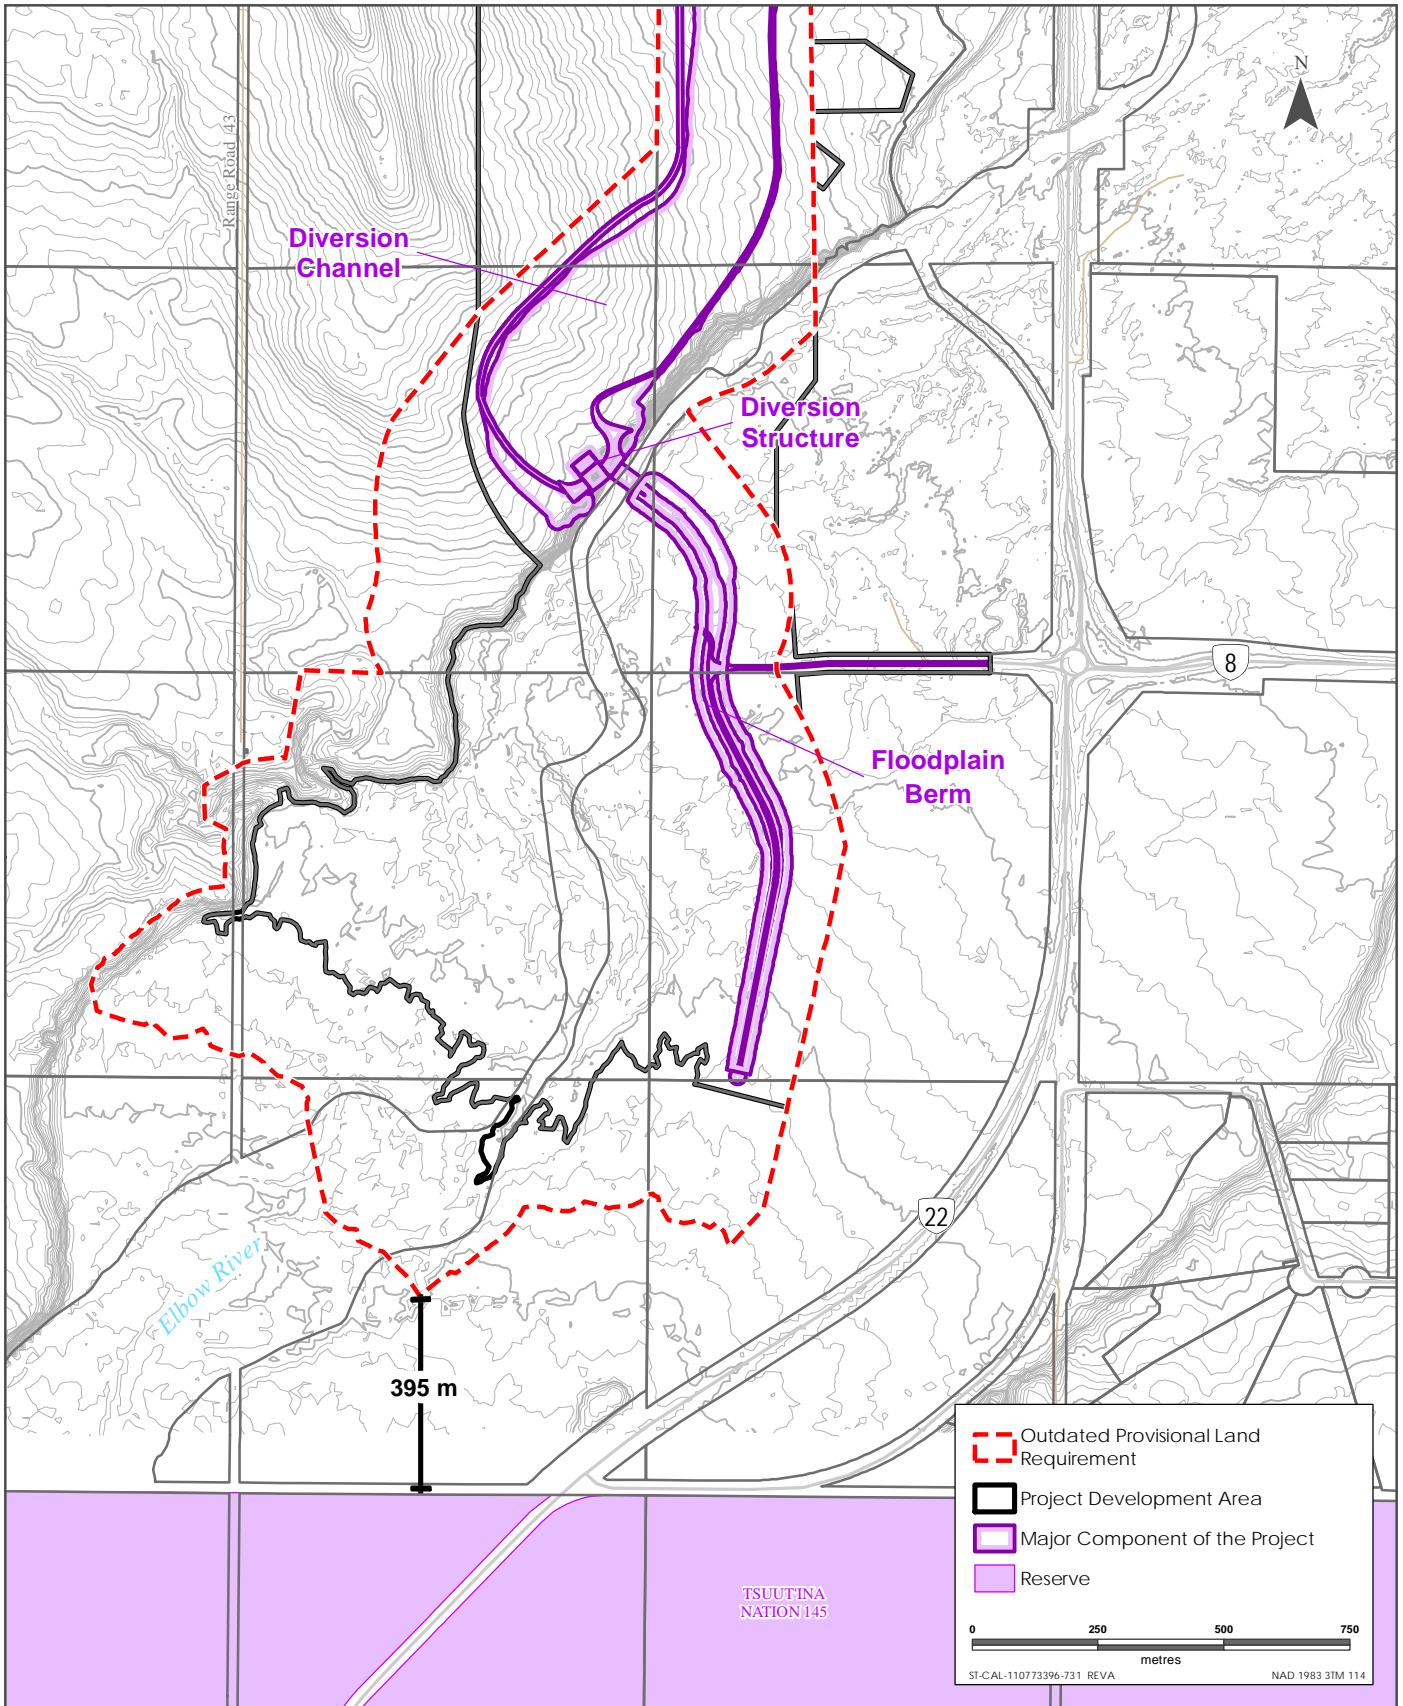 N
Range Road 43
Diversion
Channel
Diversion
Structure
8
Floodplain
Berm
22
Elbow River
395 m
Outdated Provisional Land
Requirement
Project Development Area
Major Component of the Project
Reserve
TSUUT'INA
NATION 145
0 250 500 750
metres
ST-CAL-110773396-731 REVA
NAD 1983 3TM 114